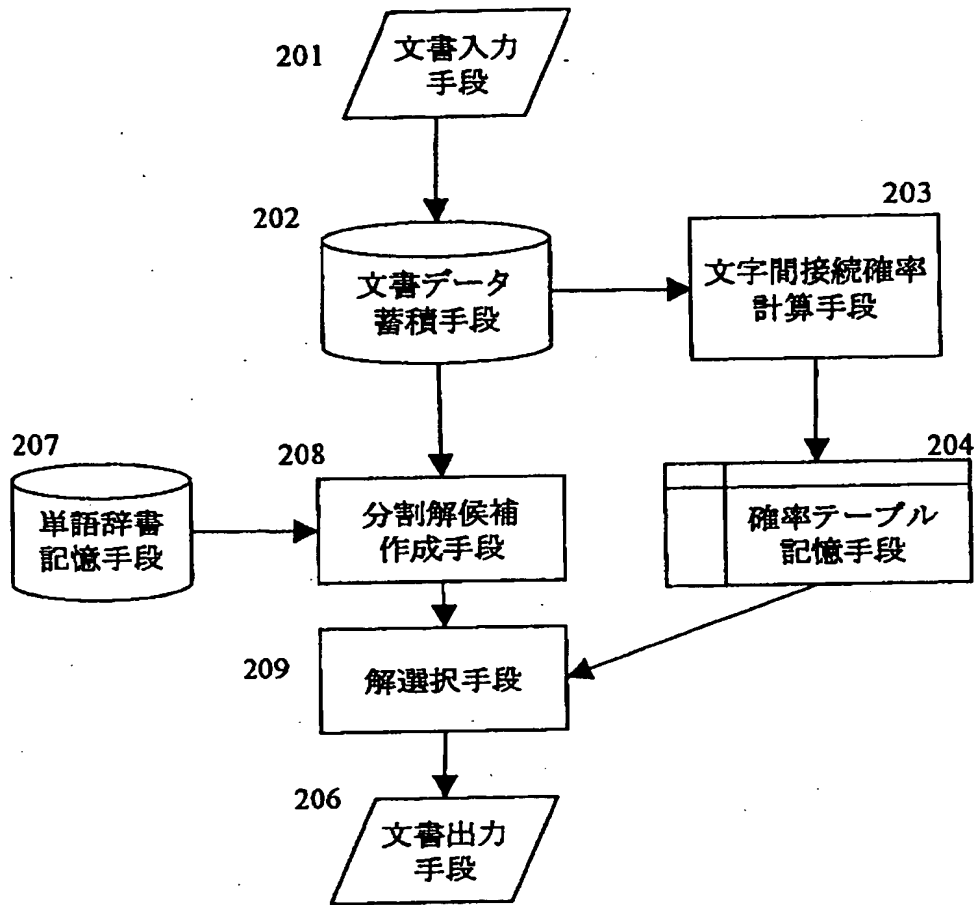 201
文書入力
手段
202
文書データ
蓄積手段
203
文字間接続確率
計算手段
207
単語辞書
記憶手段
208
分割解候補
作成手段
204
確率テーブル
記憶手段
209
解選択手段
206
文書出力
手段